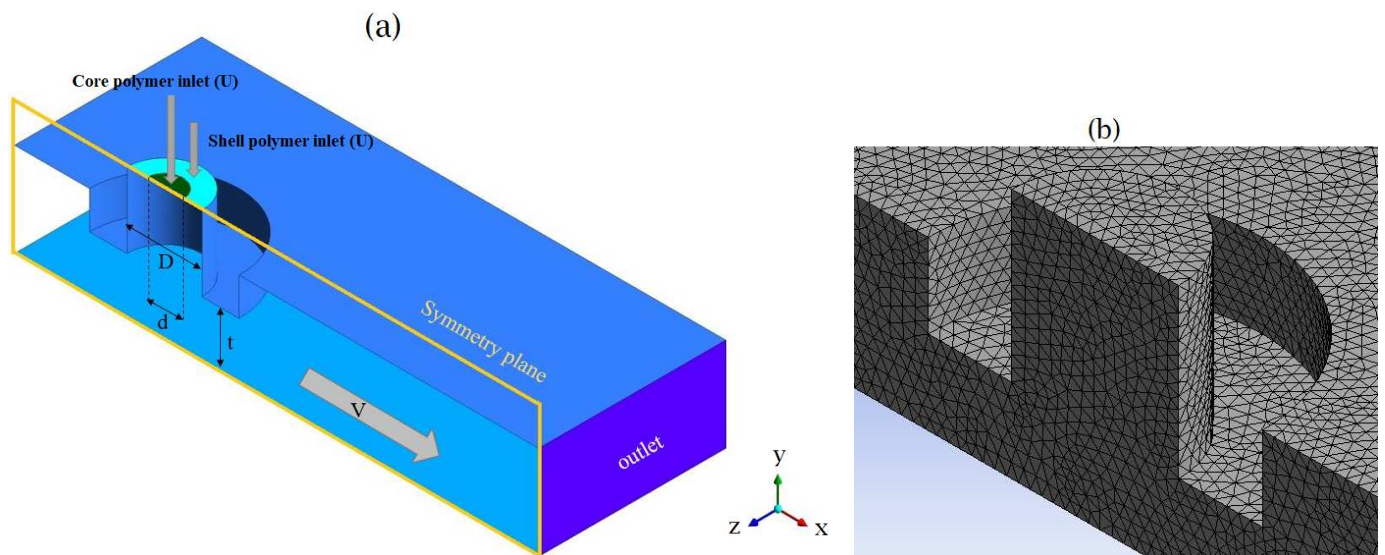 (a)
Core polymer inlet (U)
Shell polymer inlet (U)
D
d
t
Symmetry plane
V
outlet
y
z
x
(b)